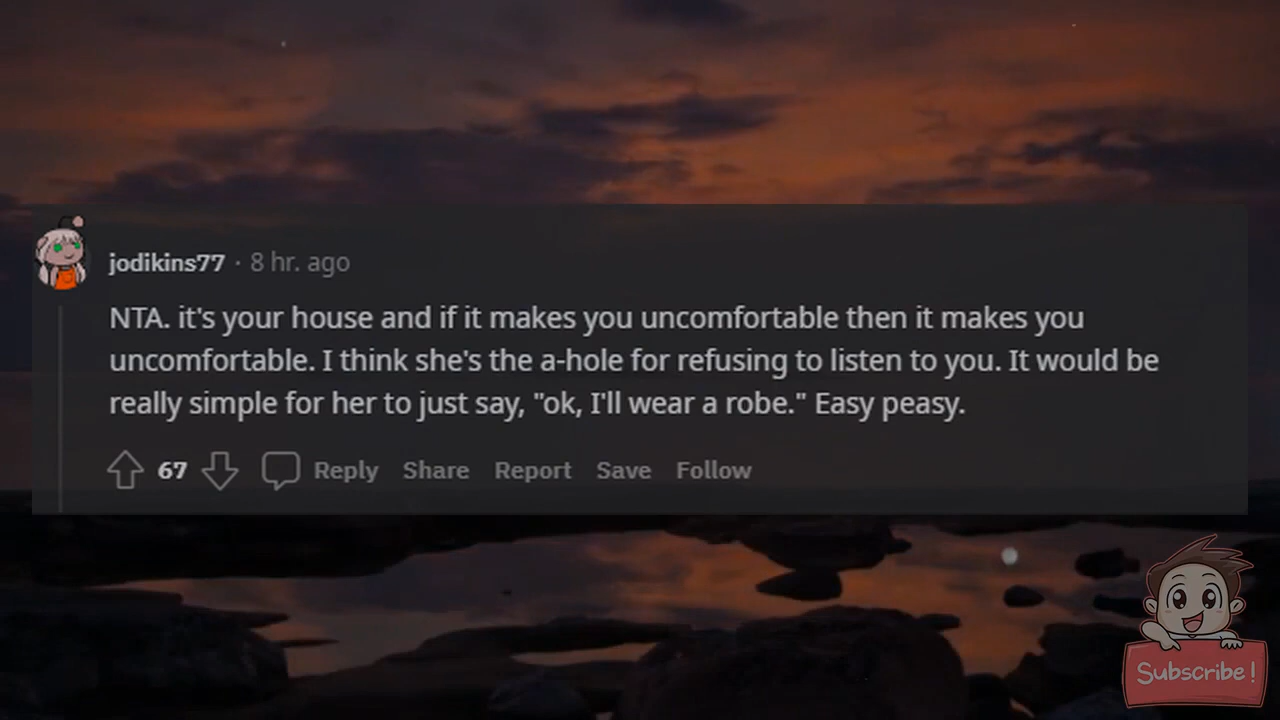 jodikins77 · 8 hr. ago
NTA. it's your house and if it makes you uncomfortable then it makes you
uncomfortable. I think she's the a-hole for refusing to listen to you. It would be
really simple for her to just say, "ok, I'll wear a robe." Easy peasy.
67 Reply Share Report Save Follow
Subscribe!